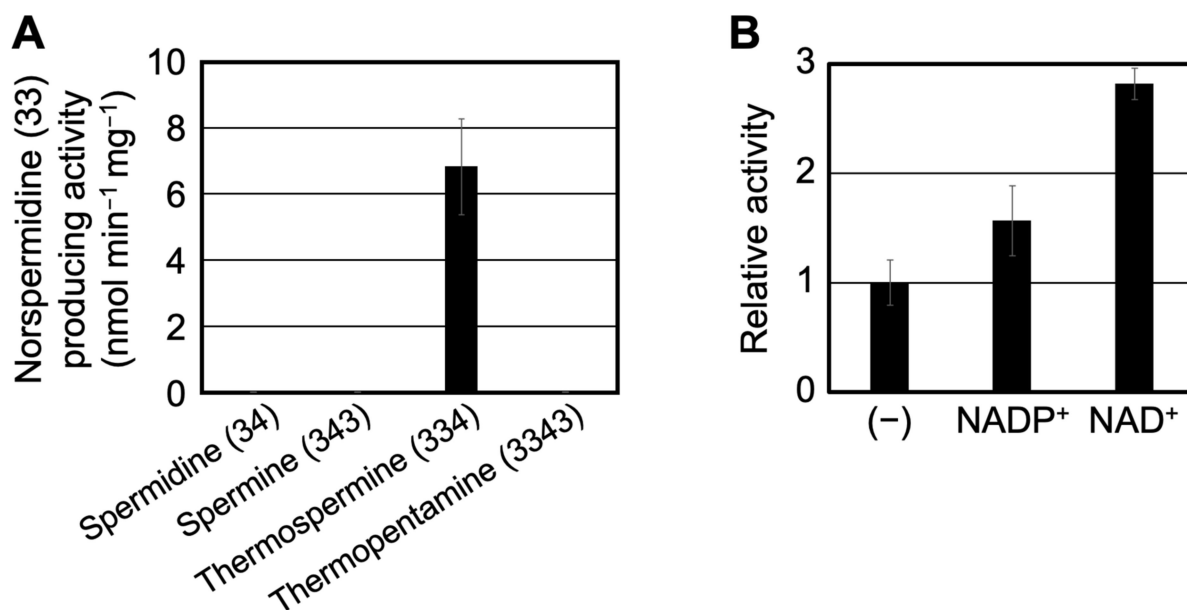 A
Norspermidine (33)
producing activity
(nmol min⁻¹ mg⁻¹)
10
8
6
4
2
0
Spermidine (34)
Spermine (343)
Thermospermine (334)
Thermopentamine (3343)
B
Relative activity
3
2
1
0
(−)
NADP⁺
NAD⁺